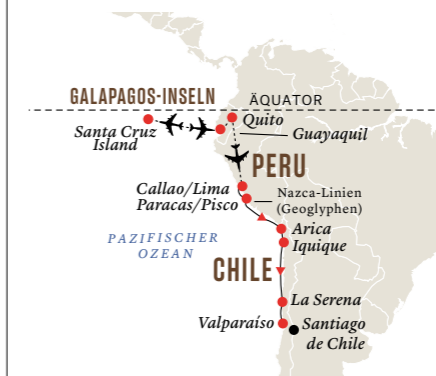 GALAPAGOS-INSELN
ÄQUATOR
Quito
Santa Cruz
Island
Guayaquil
PERU
Callao/Lima
Paracas/Pisco
Nazca-Linien
(Geoglyphen)
PAZIFISCHER
OZEAN
Arica
Iquique
CHILE
La Serena
Valparaíso
Santiago
de Chile